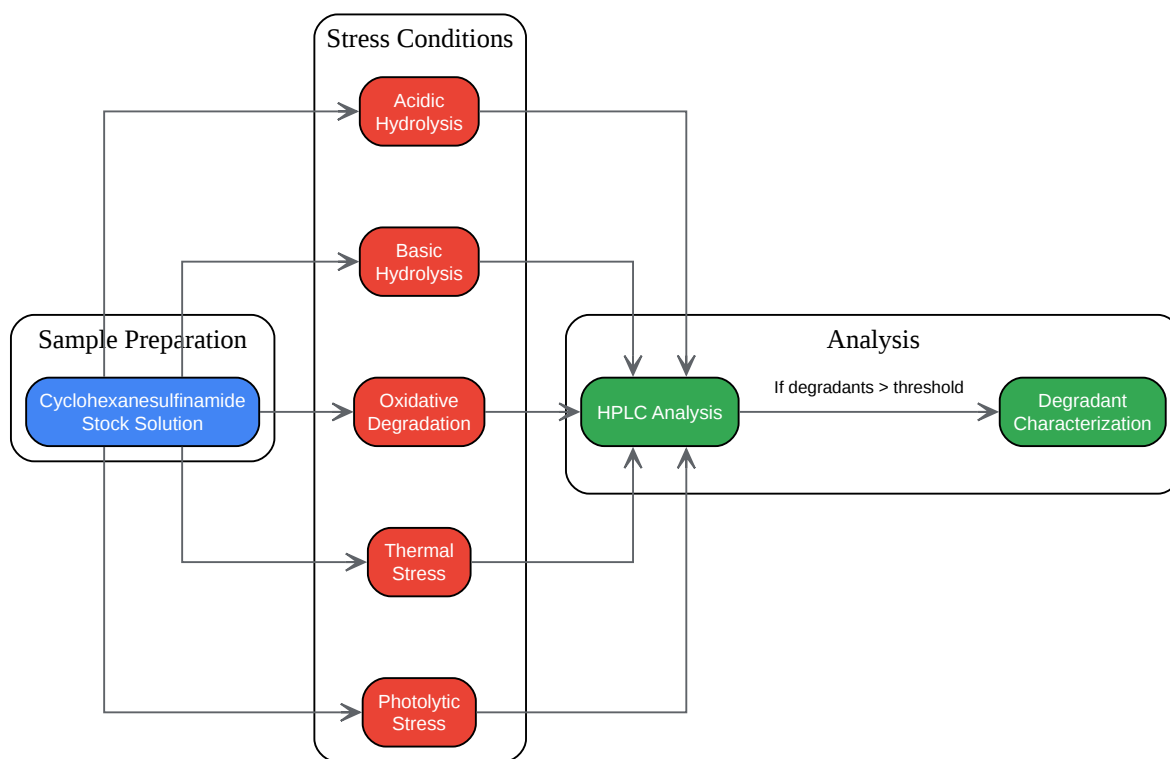 Stress Conditions
Acidic
Hydrolysis
Basic
Hydrolysis
Sample Preparation
Cyclohexanesulfinamide
Stock Solution
Oxidative
Degradation
Thermal
Stress
Photolytic
Stress
Analysis
HPLC Analysis
If degradants > threshold
Degradant
Characterization